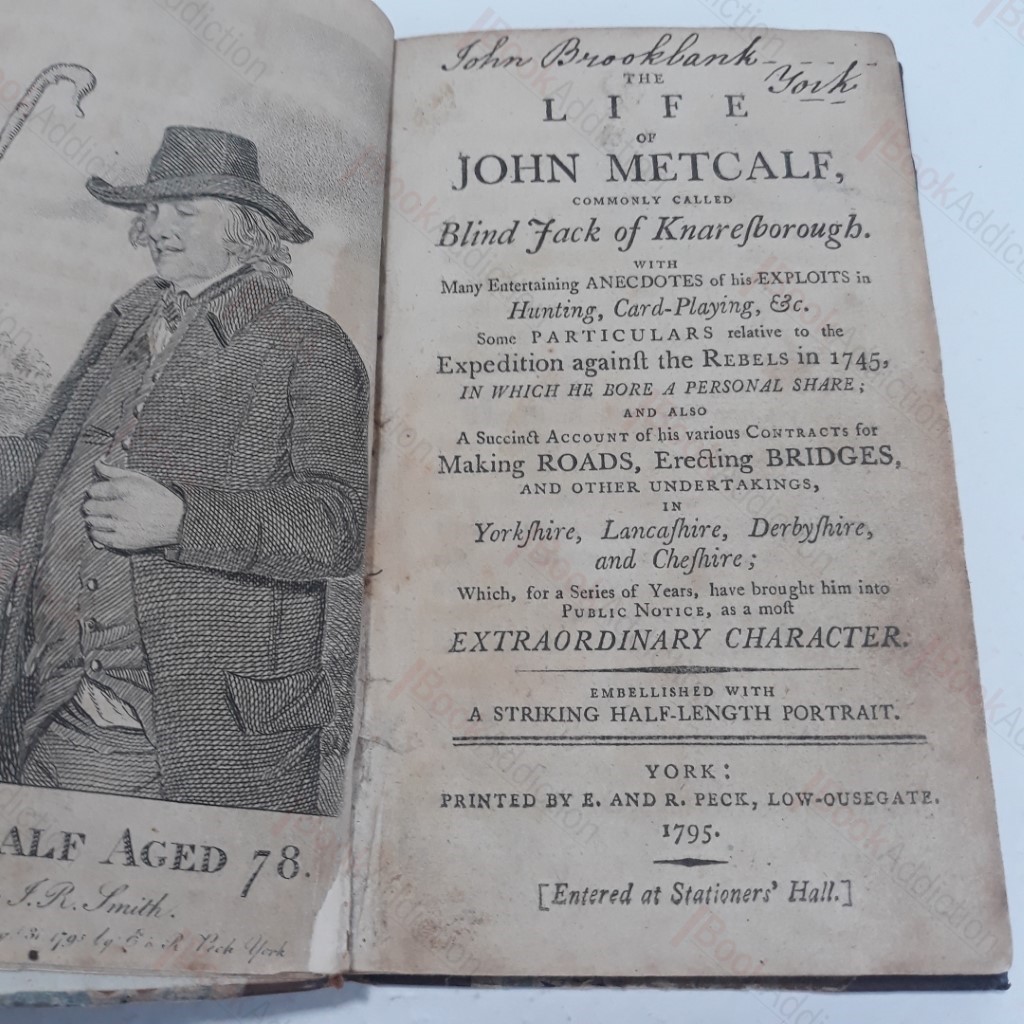 ALF AGED 78.
J. R. Smith.
1795 by E & R Peck York
John Brookbank
York
THE
LIFE
OF
JOHN METCALF,
COMMONLY CALLED
Blind Jack of Knareſborough.
WITH
Many Entertaining ANECDOTES of his EXPLOITS in
Hunting, Card-Playing, &c.
Some PARTICULARS relative to the
Expedition againſt the REBELS in 1745,
IN WHICH HE BORE A PERSONAL SHARE;
AND ALSO
A Succinct ACCOUNT of his various CONTRACTS for
Making ROADS, Erecting BRIDGES,
AND OTHER UNDERTAKINGS,
IN
Yorkſhire, Lancaſhire, Derbyſhire,
and Cheſhire;
Which, for a Series of Years, have brought him into
PUBLIC NOTICE, as a moſt
EXTRAORDINARY CHARACTER.
EMBELLISHED WITH
A STRIKING HALF-LENGTH PORTRAIT.
YORK:
PRINTED BY E. AND R. PECK, LOW-OUSEGATE.
1795.
[Entered at Stationers' Hall.]
BookAddiction